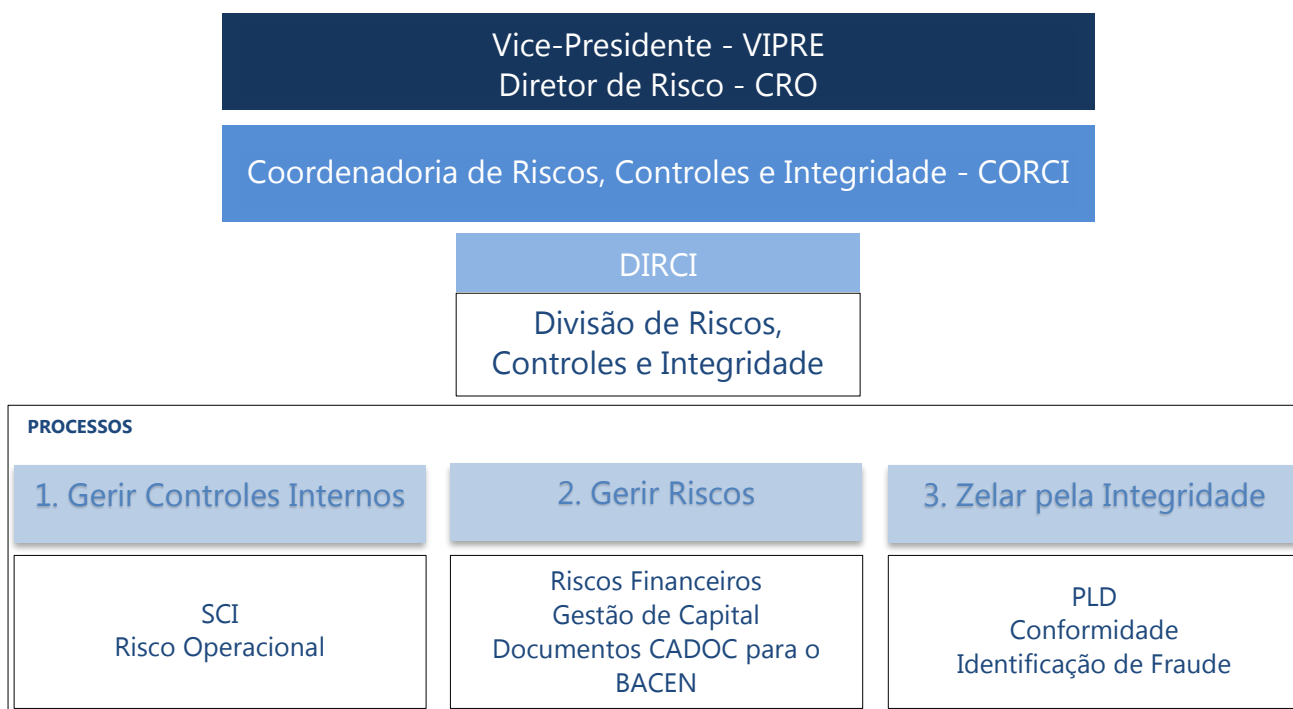 Vice-Presidente - VIPRE
Diretor de Risco - CRO
Coordenadoria de Riscos, Controles e Integridade - CORCI
DIRCI
Divisão de Riscos,
Controles e Integridade
PROCESSOS
1. Gerir Controles Internos
SCI
Risco Operacional
2. Gerir Riscos
Riscos Financeiros
Gestão de Capital
Documentos CADOC para o
BACEN
3. Zelar pela Integridade
PLD
Conformidade
Identificação de Fraude